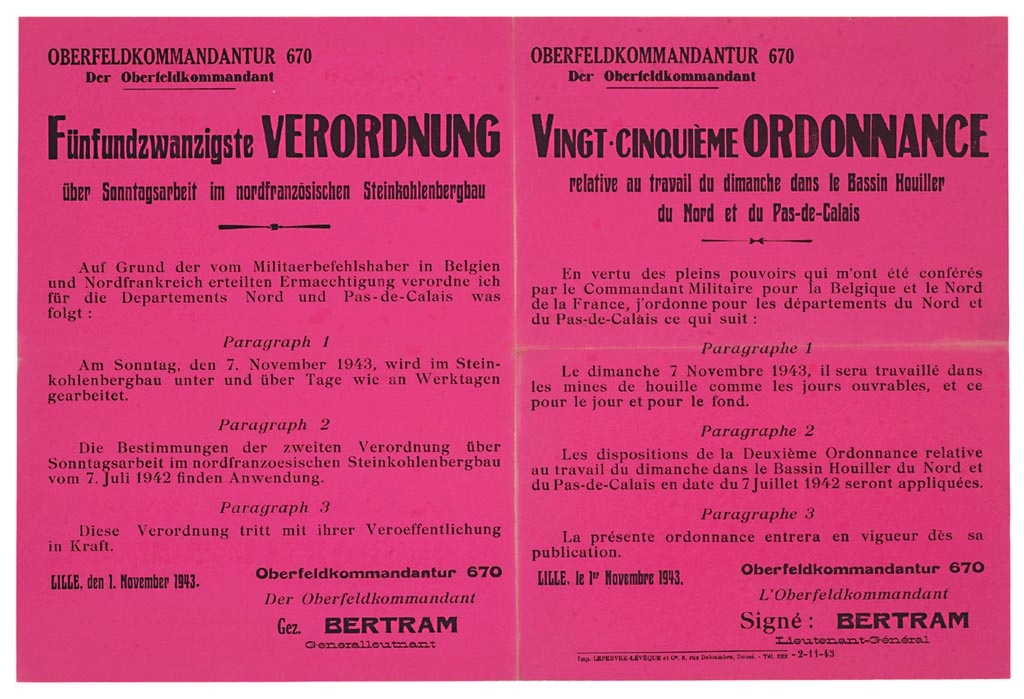 OBERFELDKOMMANDANTUR 670
Der Oberfeldkommandant
Fünfundzwanzigste VERORDNUNG
über Sonntagsarbeit im nordfranzösischen Steinkohlenbergbau
Auf Grund der vom Militaerbefehlshaber in Belgien
und Nordfrankreich erteilten Ermaechtigung verordne ich
für die Departements Nord und Pas-de-Calais was
folgt :
Paragraph 1
Am Sonntag, den 7. November 1943, wird im Stein-
kohlenbergbau unter und über Tage wie an Werktagen
gearbeitet.
Paragraph 2
Die Bestimmungen der zweiten Verordnung über
Sonntagsarbeit im nordfranzoesischen Steinkohlenbergbau
vom 7. Juli 1942 finden Anwendung.
Paragraph 3
Diese Verordnung tritt mit ihrer Veroeffentlichung
in Kraft.
LILLE, den 1. November 1943.
Oberfeldkommandantur 670
Der Oberfeldkommandant
Gez. BERTRAM
Generalleutnant
OBERFELDKOMMANDANTUR 670
Der Oberfeldkommandant
VINGT-CINQUIÈME ORDONNANCE
relative au travail du dimanche dans le Bassin Houiller
du Nord et du Pas-de-Calais
En vertu des pleins pouvoirs qui m'ont été conférés
par le Commandant Militaire pour la Belgique et le Nord
de la France, j'ordonne pour les départements du Nord et
du Pas-de-Calais ce qui suit :
Paragraphe 1
Le dimanche 7 Novembre 1943, il sera travaillé dans
les mines de houille comme les jours ouvrables, et ce
pour le jour et pour le fond.
Paragraphe 2
Les dispositions de la Deuxième Ordonnance relative
au travail du dimanche dans le Bassin Houiller du Nord et
du Pas-de-Calais en date du 7 Juillet 1942 seront appliquées.
Paragraphe 3
La présente ordonnance entrera en vigueur dès sa
publication.
LILLE, le 1er Novembre 1943.
Oberfeldkommandantur 670
L'Oberfeldkommandant
Signé : BERTRAM
Lieutenant-Général
Imp. LEFEBVRE-LÉVÊQUE et Cie, 8, rue Delcambre, Douai. - Tél. 282 - 2-11-43